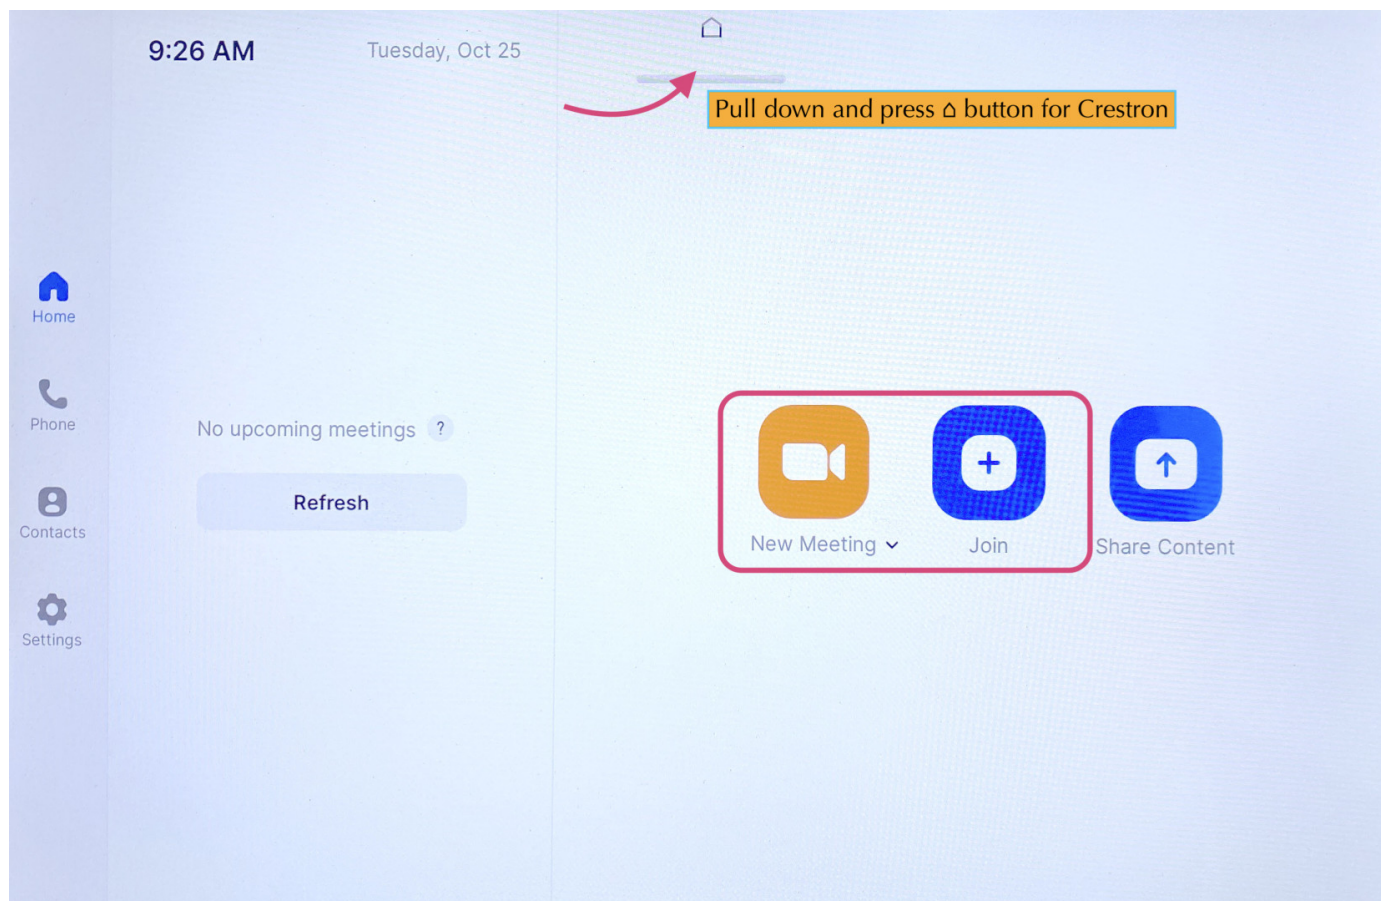 9:26 AM
Tuesday, Oct 25
Pull down and press ⌂ button for Crestron
Home
Phone
Contacts
Settings
No upcoming meetings ?
Refresh
New Meeting
Join
Share Content